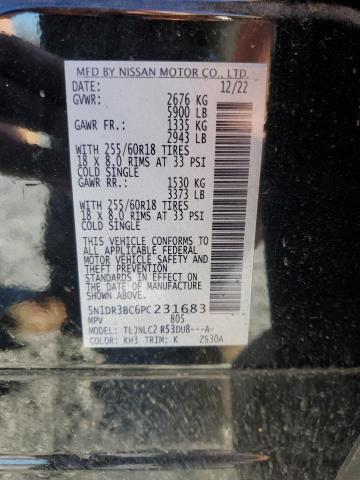 MFD BY NISSAN MOTOR CO., LTD.
DATE: 12/22
GVWR: 2676 KG
5900 LB
GAWR FR.: 1335 KG
2943 LB
WITH 255/60R18 TIRES
18 X 8.0 RIMS AT 33 PSI
COLD SINGLE
GAWR RR.: 1530 KG
3373 LB
WITH 255/60R18 TIRES
18 X 8.0 RIMS AT 33 PSI
COLD SINGLE
THIS VEHICLE CONFORMS TO
ALL APPLICABLE FEDERAL
MOTOR VEHICLE SAFETY AND
THEFT PREVENTION
STANDARDS IN EFFECT ON
THE DATE OF MANUFACTURE
SHOWN ABOVE.
5N1DR3BC6PC231683
MPV 805
MODEL: TLJNLC2 R53DU8---A-
COLOR: KH3 TRIM: K ZS30A